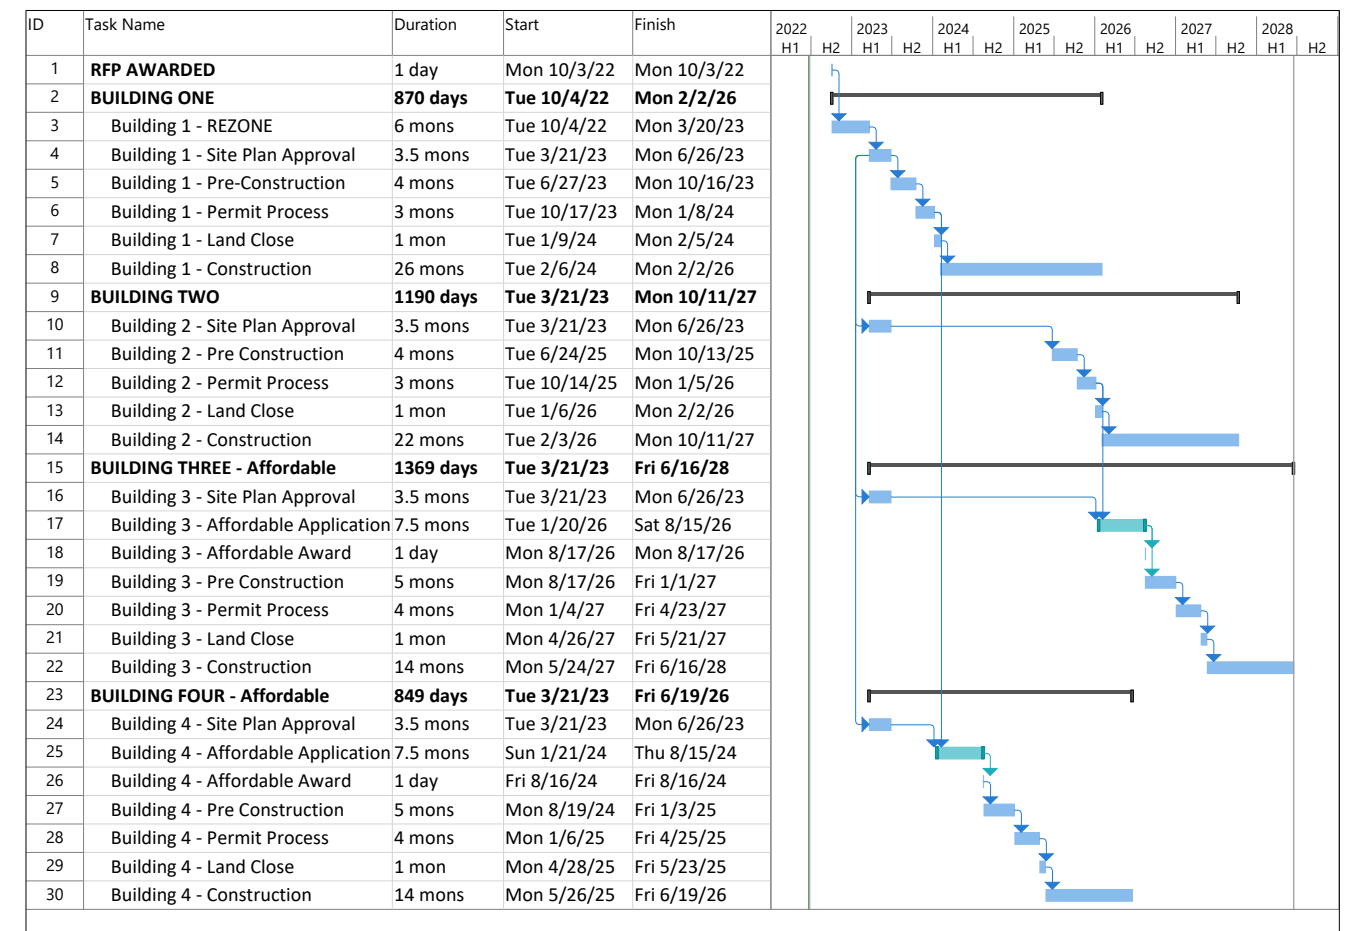 ID Task Name Duration Start Finish 2022 2023 2024 2025 2026 2027 2028
H1 H2 H1 H2 H1 H2 H1 H2 H1 H2 H1 H2 H1 H2
1 RFP AWARDED 1 day Mon 10/3/22 Mon 10/3/22
2 BUILDING ONE 870 days Tue 10/4/22 Mon 2/2/26
3 Building 1 - REZONE 6 mons Tue 10/4/22 Mon 3/20/23
4 Building 1 - Site Plan Approval 3.5 mons Tue 3/21/23 Mon 6/26/23
5 Building 1 - Pre-Construction 4 mons Tue 6/27/23 Mon 10/16/23
6 Building 1 - Permit Process 3 mons Tue 10/17/23 Mon 1/8/24
7 Building 1 - Land Close 1 mon Tue 1/9/24 Mon 2/5/24
8 Building 1 - Construction 26 mons Tue 2/6/24 Mon 2/2/26
9 BUILDING TWO 1190 days Tue 3/21/23 Mon 10/11/27
10 Building 2 - Site Plan Approval 3.5 mons Tue 3/21/23 Mon 6/26/23
11 Building 2 - Pre Construction 4 mons Tue 6/24/25 Mon 10/13/25
12 Building 2 - Permit Process 3 mons Tue 10/14/25 Mon 1/5/26
13 Building 2 - Land Close 1 mon Tue 1/6/26 Mon 2/2/26
14 Building 2 - Construction 22 mons Tue 2/3/26 Mon 10/11/27
15 BUILDING THREE - Affordable 1369 days Tue 3/21/23 Fri 6/16/28
16 Building 3 - Site Plan Approval 3.5 mons Tue 3/21/23 Mon 6/26/23
17 Building 3 - Affordable Application 7.5 mons Tue 1/20/26 Sat 8/15/26
18 Building 3 - Affordable Award 1 day Mon 8/17/26 Mon 8/17/26
19 Building 3 - Pre Construction 5 mons Mon 8/17/26 Fri 1/1/27
20 Building 3 - Permit Process 4 mons Mon 1/4/27 Fri 4/23/27
21 Building 3 - Land Close 1 mon Mon 4/26/27 Fri 5/21/27
22 Building 3 - Construction 14 mons Mon 5/24/27 Fri 6/16/28
23 BUILDING FOUR - Affordable 849 days Tue 3/21/23 Fri 6/19/26
24 Building 4 - Site Plan Approval 3.5 mons Tue 3/21/23 Mon 6/26/23
25 Building 4 - Affordable Application 7.5 mons Sun 1/21/24 Thu 8/15/24
26 Building 4 - Affordable Award 1 day Fri 8/16/24 Fri 8/16/24
27 Building 4 - Pre Construction 5 mons Mon 8/19/24 Fri 1/3/25
28 Building 4 - Permit Process 4 mons Mon 1/6/25 Fri 4/25/25
29 Building 4 - Land Close 1 mon Mon 4/28/25 Fri 5/23/25
30 Building 4 - Construction 14 mons Mon 5/26/25 Fri 6/19/26